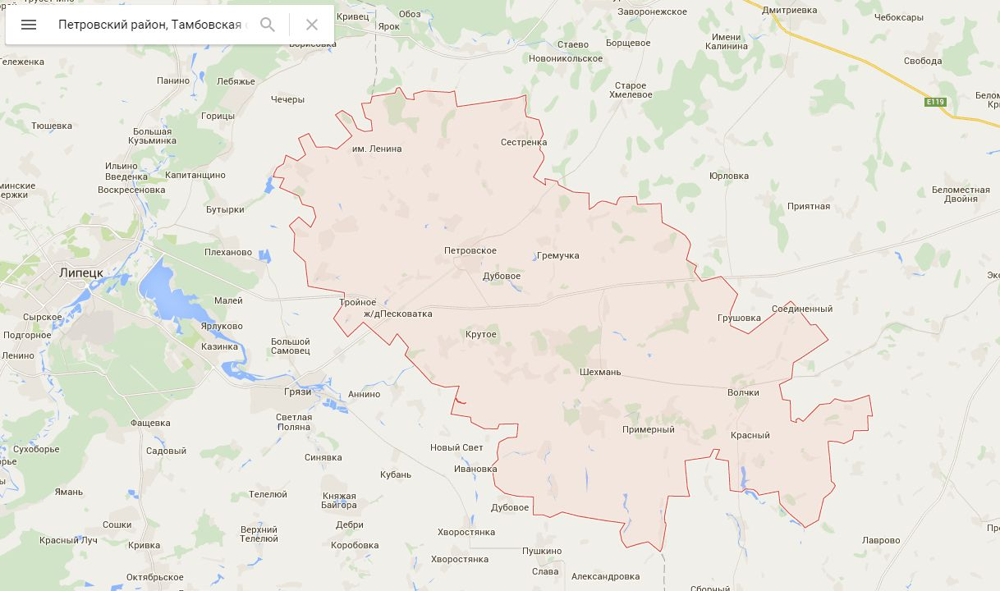 Петровский район, Тамбовская
Кривец
Обоз
Заворонежское
Дмитриевка
Чебоксары
Ярок
Борисовка
Стаево
Борщевое
Имени
Калинина
Новоникольское
Свобода
Панино
Лебяжье
Старое
Хмелевое
E119
Чечеры
Горицы
Тюшевка
Большая
Кузьминка
Сестренка
им. Ленина
Ильино
Введенка
Капитанщино
Юрловка
Воскресеновка
Беломестная
Двойня
Бутырки
Приятная
Плеханово
Петровское
Гремучка
Липецк
Дубовое
Малей
Тройное
ж/дПесковатка
Соединенный
Грушовка
Сырское
Ярлуково
Подгорное
Крутое
Казинка
Большой
Самовец
Ленино
Шехмань
Грязи
Аннино
Волчки
Светлая
Поляна
Фащевка
Примерный
Красный
Сухоборье
Садовый
Новый Свет
Синявка
Ивановка
Кубань
Ямань
Телелюй
Княжая
Байгора
Дубовое
Сошки
Верхний
Телелюй
Дебри
Хворостянка
Красный Луч
Кривка
Коробовка
Лаврово
Пушкино
Хворостянка
Слава
Октябрьское
Александровка
Сборный